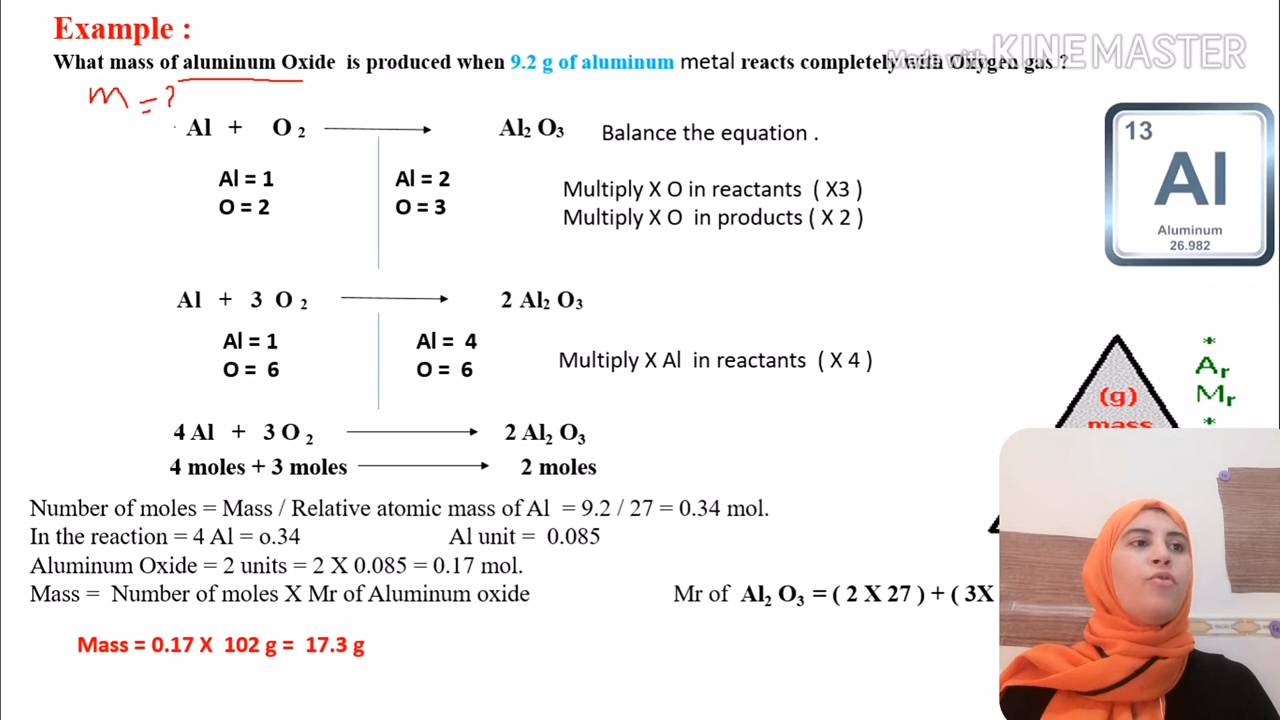 Example :
What mass of aluminum Oxide is produced when 9.2 g of aluminum metal reacts completely with Oxygen gas ?
Made with KINEMASTER
m = ?
Al + O₂ Al₂ O₃ Balance the equation .
13
Al
Aluminum
26.982
Al = 1 Al = 2
O = 2 O = 3
Multiply X O in reactants ( X3 )
Multiply X O in products ( X 2 )
Al + 3 O₂ 2 Al₂ O₃
Al = 1 Al = 4
O = 6 O = 6
Multiply X Al in reactants ( X 4 )
* Ar
Mr
*
(g)
mass
4 Al + 3 O₂ 2 Al₂ O₃
4 moles + 3 moles 2 moles
Number of moles = Mass / Relative atomic mass of Al = 9.2 / 27 = 0.34 mol.
In the reaction = 4 Al = o.34 Al unit = 0.085
Aluminum Oxide = 2 units = 2 X 0.085 = 0.17 mol.
Mass = Number of moles X Mr of Aluminum oxide Mr of Al₂ O₃ = ( 2 X 27 ) + ( 3X
Mass = 0.17 X 102 g = 17.3 g